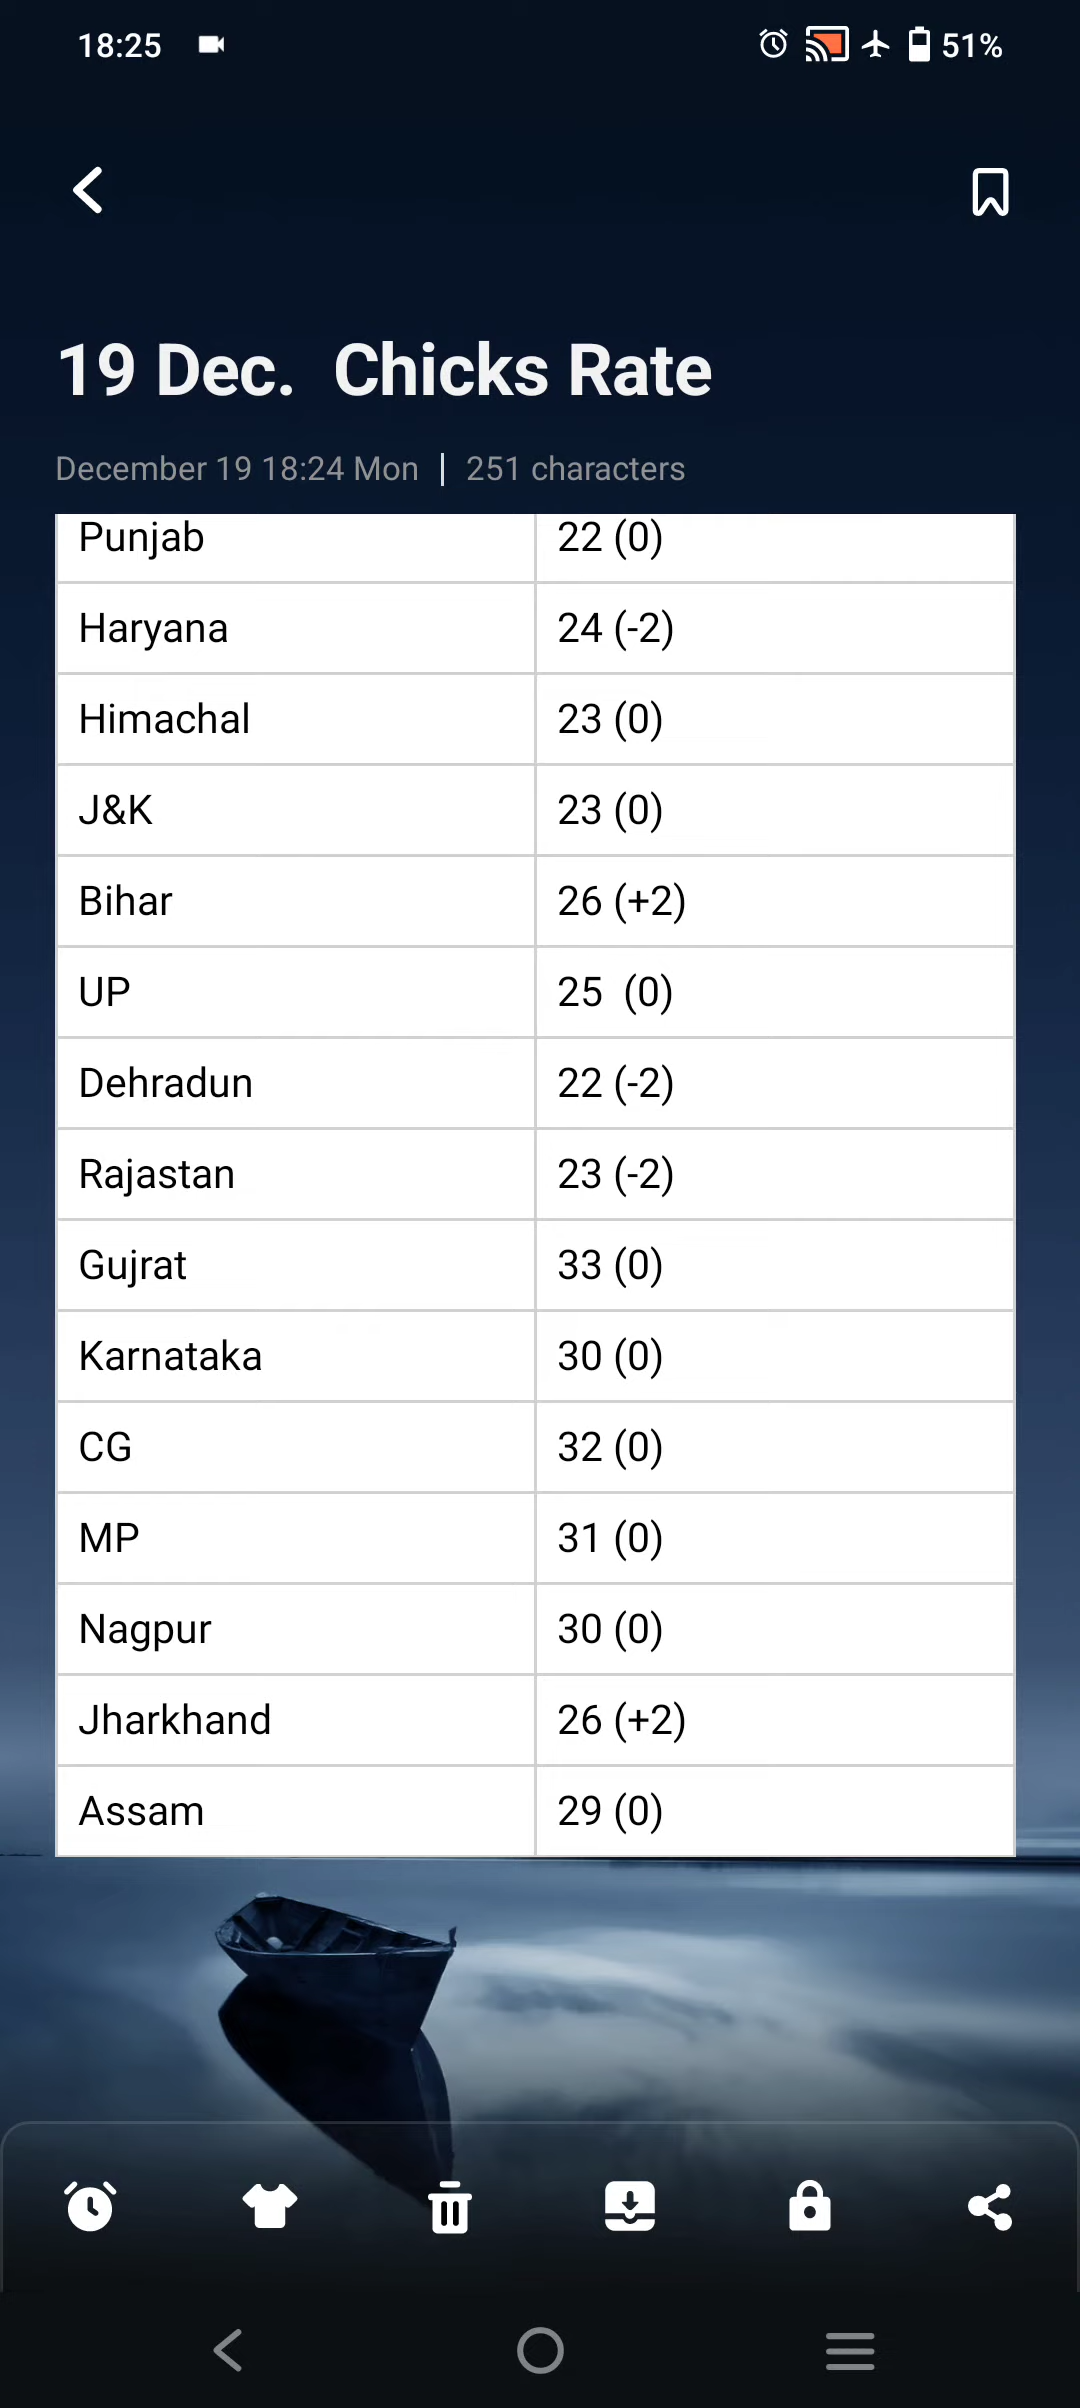 18:25 51%
19 Dec.  Chicks Rate
December 19 18:24 Mon | 251 characters
Punjab 22 (0)
Haryana 24 (-2)
Himachal 23 (0)
J&K 23 (0)
Bihar 26 (+2)
UP 25  (0)
Dehradun 22 (-2)
Rajastan 23 (-2)
Gujrat 33 (0)
Karnataka 30 (0)
CG 32 (0)
MP 31 (0)
Nagpur 30 (0)
Jharkhand 26 (+2)
Assam 29 (0)